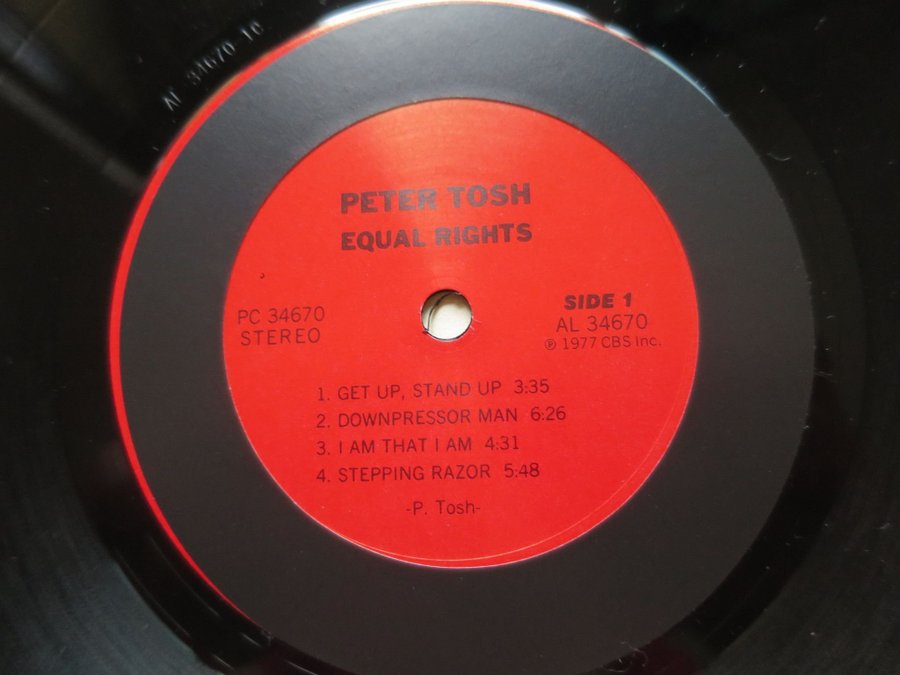 AL 34670-1C
PETER TOSH
EQUAL RIGHTS
PC 34670
STEREO
SIDE 1
AL 34670
℗ 1977 CBS Inc.
1. GET UP, STAND UP 3:35
2. DOWNPRESSOR MAN 6:26
3. I AM THAT I AM 4:31
4. STEPPING RAZOR 5:48
-P. Tosh-